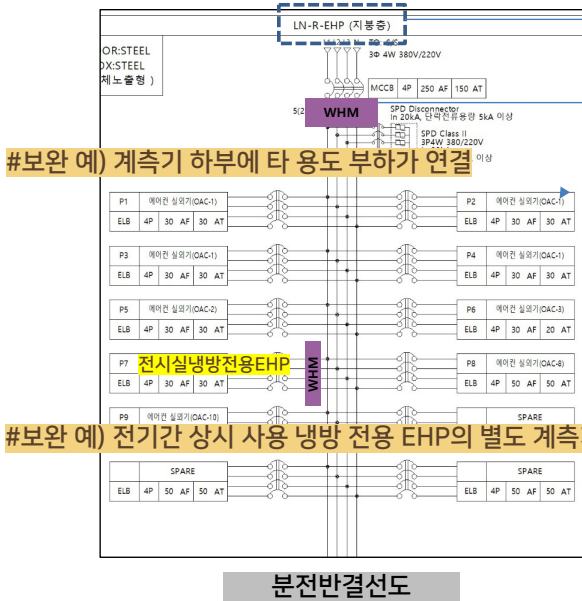 LN-R-EHP (지붕층)
OR:STEEL
OX:STEEL
체노출형 )
3Φ 4W 380V/220V
MCCB 4P 250 AF 150 AT
5(2
WHM
SPD Disconnector
In 20kA, 단락전류용량 5kA 이상
SPD Class II
3P4W 380/220V
이상
#보완 예) 계측기 하부에 타 용도 부하가 연결
P1 에어컨 실외기(OAC-1)
ELB 4P 30 AF 30 AT
P2 에어컨 실외기(OAC-1)
ELB 4P 30 AF 30 AT
P3 에어컨 실외기(OAC-1)
ELB 4P 30 AF 30 AT
P4 에어컨 실외기(OAC-1)
ELB 4P 30 AF 30 AT
P5 에어컨 실외기(OAC-2)
ELB 4P 30 AF 30 AT
P6 에어컨 실외기(OAC-3)
ELB 4P 30 AF 20 AT
P7 전시실냉방전용EHP
ELB 4P 30 AF 30 AT
WHM
P8 에어컨 실외기(OAC-8)
ELB 4P 50 AF 50 AT
P9 에어컨 실외기(OAC-10)
SPARE
#보완 예) 전기간 상시 사용 냉방 전용 EHP의 별도 계측
SPARE
ELB 4P 50 AF 50 AT
SPARE
ELB 4P 50 AF 50 AT
분전반결선도